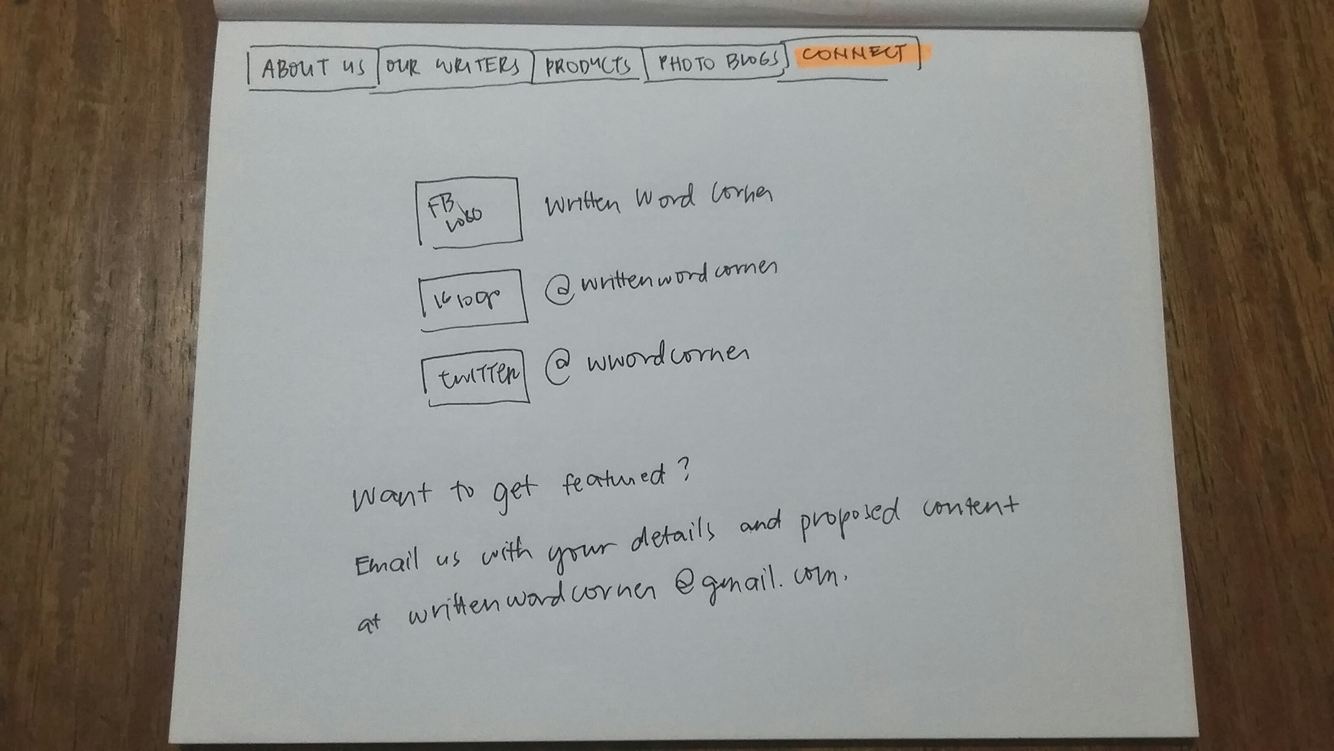 ABOUT US OUR WRITERS PRODUCTS PHOTO BLOGS CONNECT
FB
LOGO
Written Word Corner
IG logo
@writtenwordcorner
TWITTER
@wwordcorner
Want to get featured?
Email us with your details and proposed content
at writtenwordcorner@gmail.com.